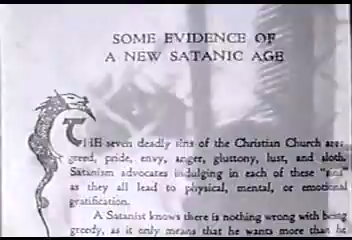 SOME EVIDENCE OF
A NEW SATANIC AGE
THE seven deadly sins of the Christian Church are:
greed, pride, envy, anger, gluttony, lust, and sloth.
Satanism advocates indulging in each of these "sins"
as they all lead to physical, mental, or emotional
gratification.
A Satanist knows there is nothing wrong with being
greedy, as it only means that he wants more than he